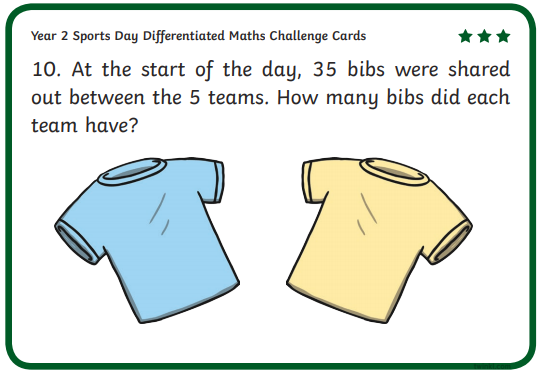 Year 2 Sports Day Differentiated Maths Challenge Cards
10. At the start of the day, 35 bibs were shared
out between the 5 teams. How many bibs did each
team have?